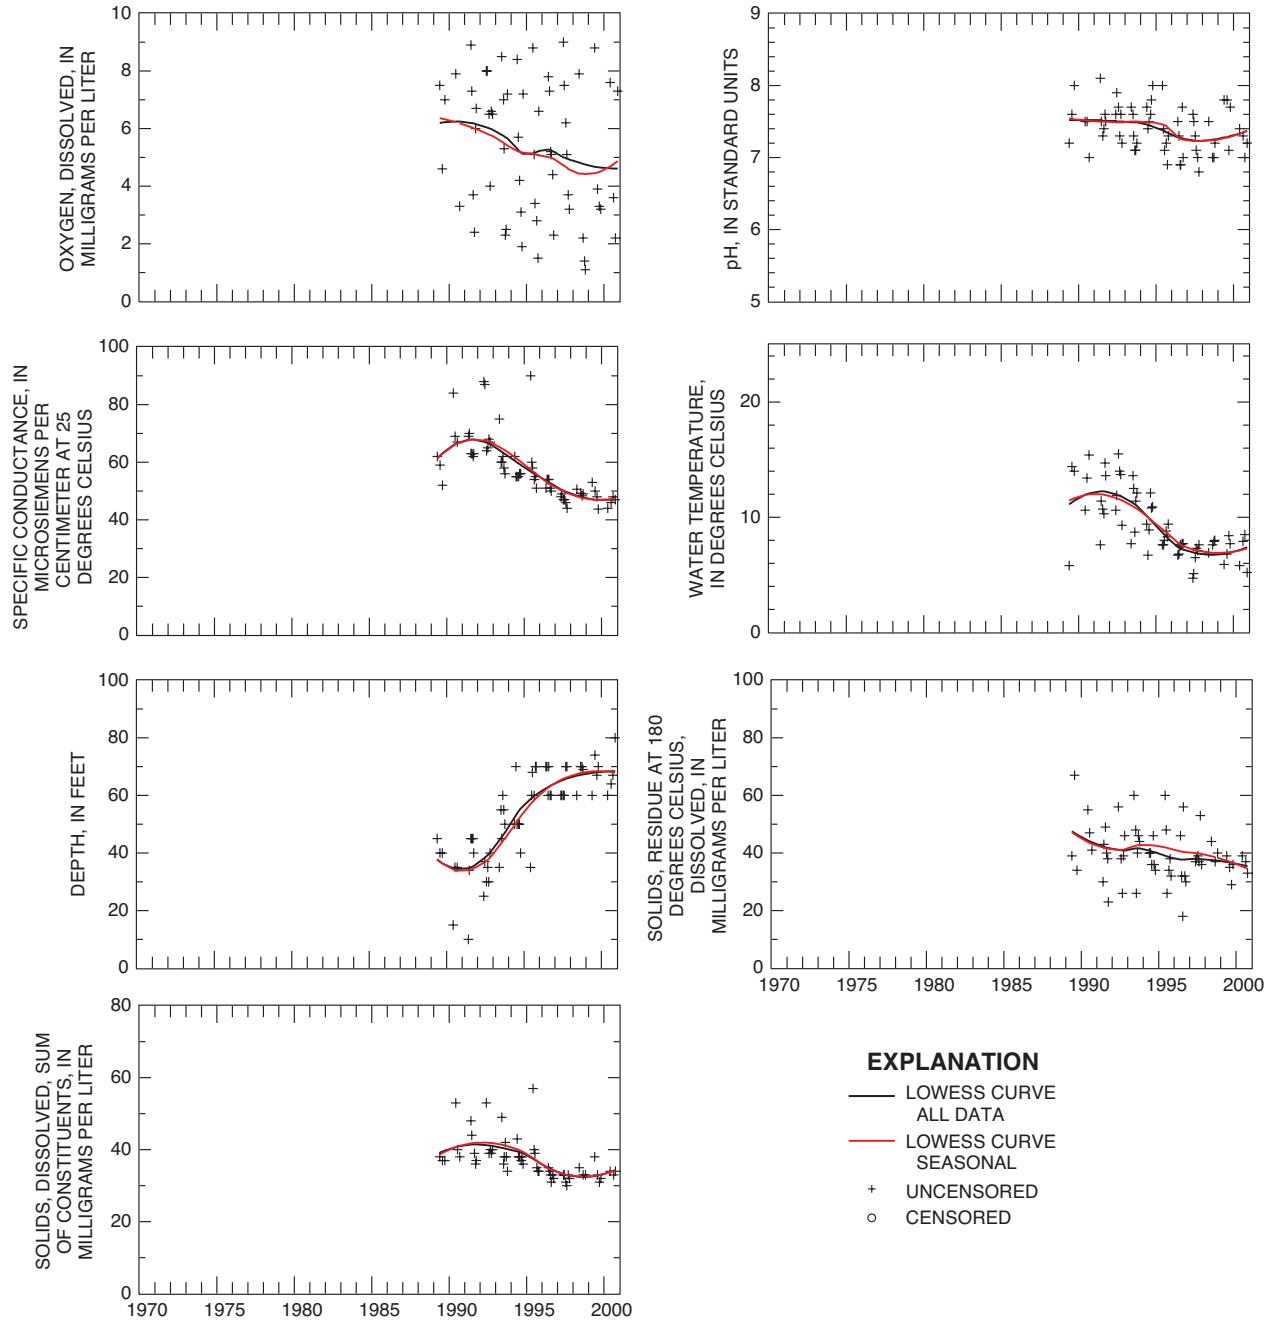 OXYGEN, DISSOLVED, IN
MILLIGRAMS PER LITER
10
8
6
4
2
0
pH, IN STANDARD UNITS
9
8
7
6
5
SPECIFIC CONDUCTANCE, IN
MICROSIEMENS PER
CENTIMETER AT 25
DEGREES CELSIUS
100
80
60
40
20
0
WATER TEMPERATURE,
IN DEGREES CELSIUS
20
10
0
DEPTH, IN FEET
100
80
60
40
20
0
SOLIDS, RESIDUE AT 180
DEGREES CELSIUS,
DISSOLVED, IN
MILLIGRAMS PER LITER
100
80
60
40
20
0
1970 1975 1980 1985 1990 1995 2000
SOLIDS, DISSOLVED, SUM
OF CONSTITUENTS, IN
MILLIGRAMS PER LITER
80
60
40
20
0
1970 1975 1980 1985 1990 1995 2000
EXPLANATION
LOWESS CURVE
ALL DATA
LOWESS CURVE
SEASONAL
UNCENSORED
CENSORED